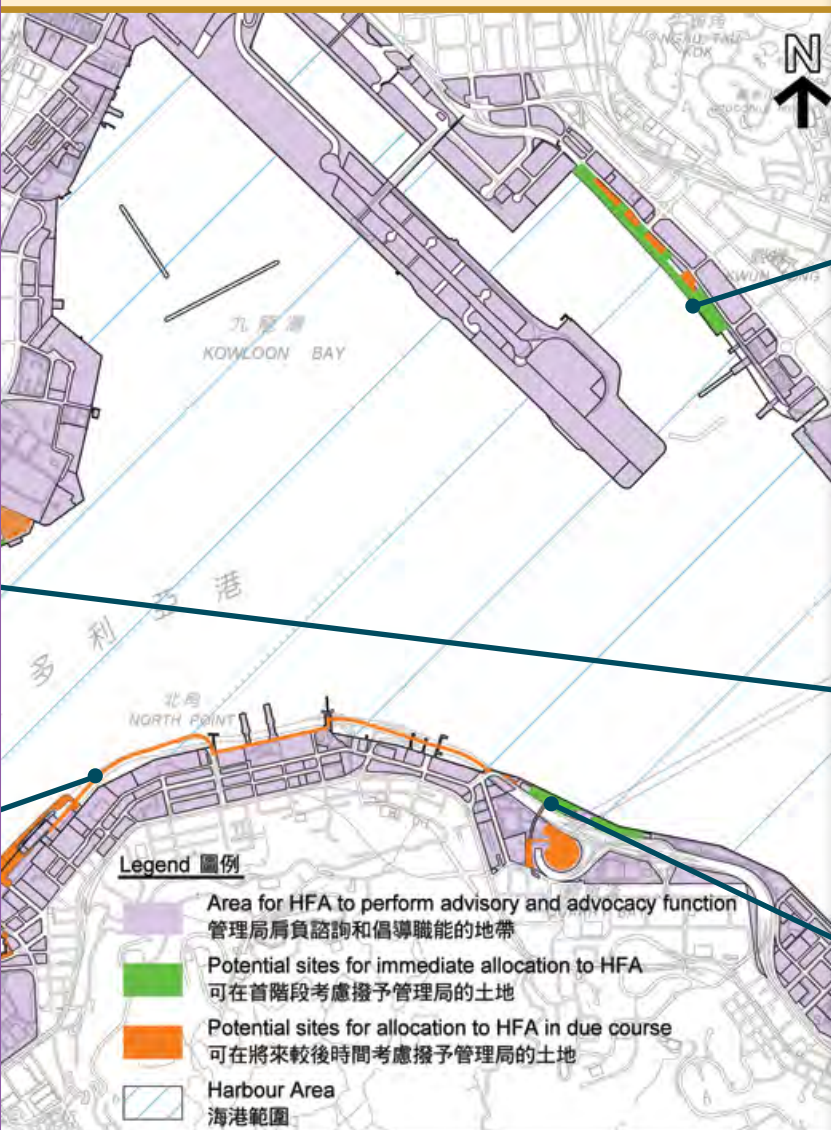 NGAU TAU
KOK
N
KWUN TONG
九龍灣
KOWLOON BAY
多利亞港
北角
NORTH POINT
Legend 圖例
Area for HFA to perform advisory and advocacy function
管理局肩負諮詢和倡導職能的地帶
Potential sites for immediate allocation to HFA
可在首階段考慮撥予管理局的土地
Potential sites for allocation to HFA in due course
可在將來較後時間考慮撥予管理局的土地
Harbour Area
海港範圍